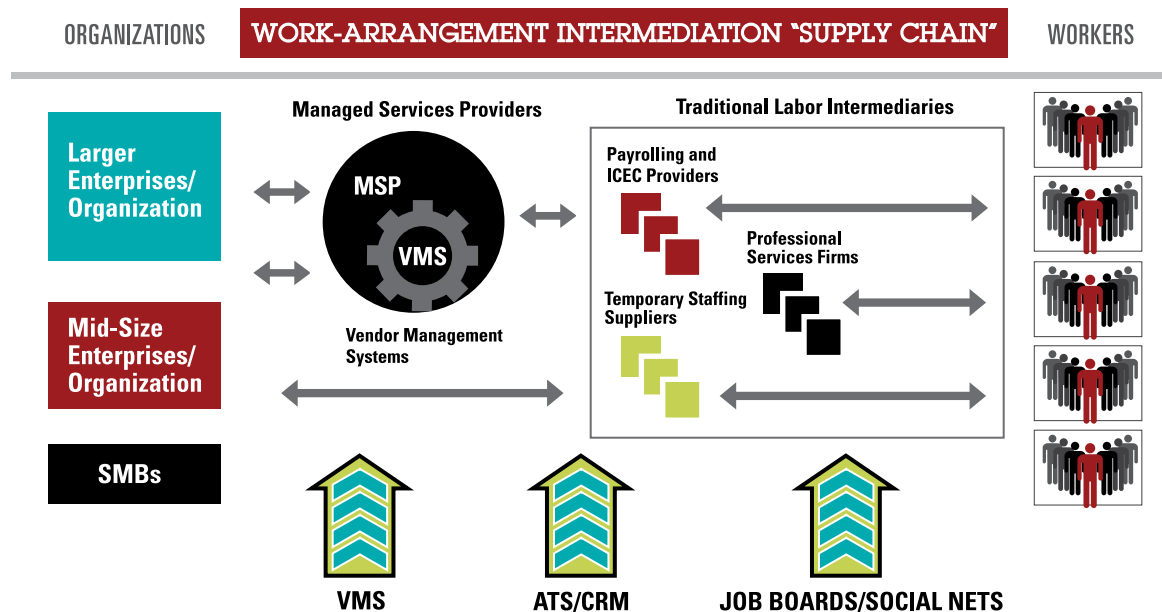 ORGANIZATIONS
WORK-ARRANGEMENT INTERMEDIATION “SUPPLY CHAIN”
WORKERS
Managed Services Providers
Traditional Labor Intermediaries
Larger
Enterprises/
Organization
MSP
VMS
Vendor Management
Systems
Payrolling and
ICEC Providers
Professional
Services Firms
Temporary Staffing
Suppliers
Mid-Size
Enterprises/
Organization
SMBs
VMS
ATS/CRM
JOB BOARDS/SOCIAL NETS